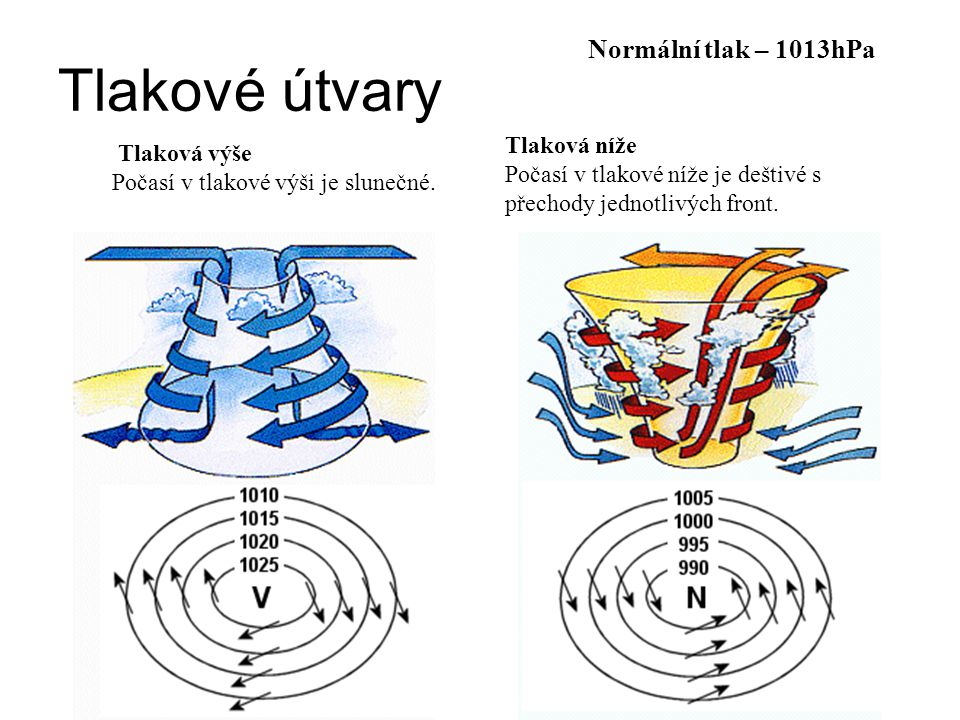 Normální tlak – 1013hPa
Tlakové útvary
Tlaková výše
Počasí v tlakové výši je slunečné.
Tlaková níže
Počasí v tlakové níže je deštivé s
přechody jednotlivých front.
1010
1015
1020
1025
V
1005
1000
995
990
N